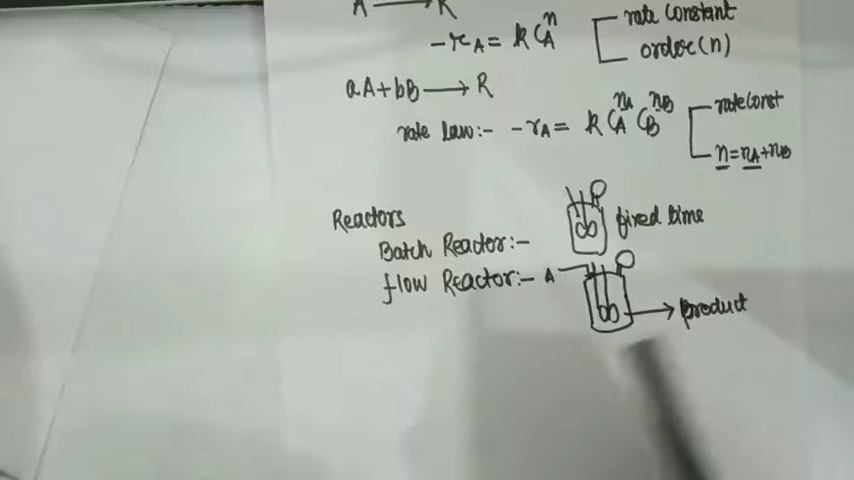 A ⟶ R
-rA = k CA^n [ rate constant
order (n)
aA + bB ⟶ R
rate law:- -rA = k CA^nA CB^nB [ rate const
n = nA + nB
Reactors
Batch Reactor:- fixed time
flow Reactor:- A ⟶ product